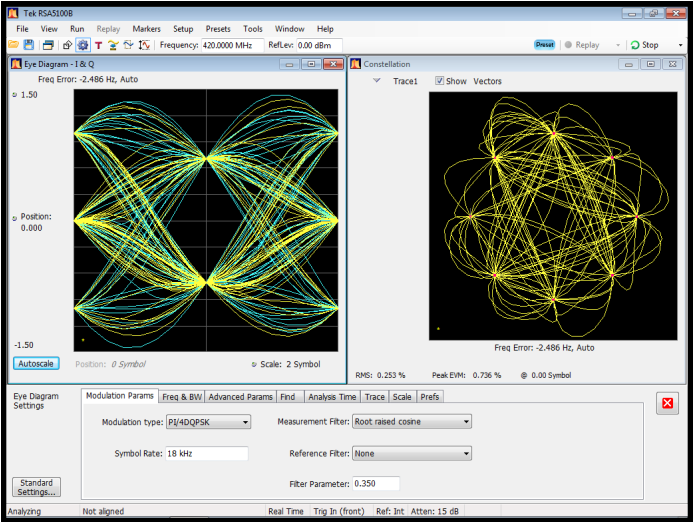 Tek RSA5100B
File View Run Replay Markers Setup Presets Tools Window Help
T Frequency: 420.0000 MHz RefLev: 0.00 dBm Preset Replay Stop
Eye Diagram - I & Q
Freq Error: -2.486 Hz, Auto
1.50
Position:
0.000
-1.50
Autoscale Position: 0 Symbol Scale: 2 Symbol
Constellation
Trace1 Show Vectors
Freq Error: -2.486 Hz, Auto
RMS: 0.253 % Peak EVM: 0.736 % @ 0.00 Symbol
Eye Diagram
Settings
Modulation Params Freq & BW Advanced Params Find Analysis Time Trace Scale Prefs
Modulation type: PI/4DQPSK Measurement Filter: Root raised cosine
Symbol Rate: 18 kHz Reference Filter: None
Filter Parameter: 0.350
Standard
Settings...
Analyzing Not aligned Real Time Trig In (front) Ref: Int Atten: 15 dB